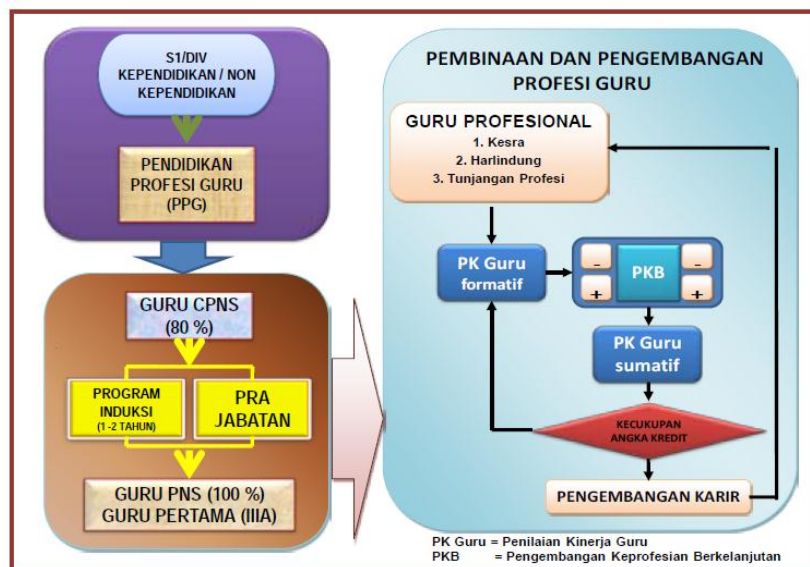 S1/DIV
KEPENDIDIKAN / NON
KEPENDIDIKAN
PENDIDIKAN
PROFESI GURU
(PPG)
GURU CPNS
(80 %)
PROGRAM
INDUKSI
(1 -2 TAHUN)
PRA
JABATAN
GURU PNS (100 %)
GURU PERTAMA (IIIA)
PEMBINAAN DAN PENGEMBANGAN
PROFESI GURU
GURU PROFESIONAL
1. Kesra
2. Harlindung
3. Tunjangan Profesi
PK Guru
formatif
-
+
PKB
-
+
PK Guru
sumatif
KECUKUPAN
ANGKA KREDIT
PENGEMBANGAN KARIR
PK Guru = Penilaian Kinerja Guru
PKB = Pengembangan Keprofesian Berkelanjutan